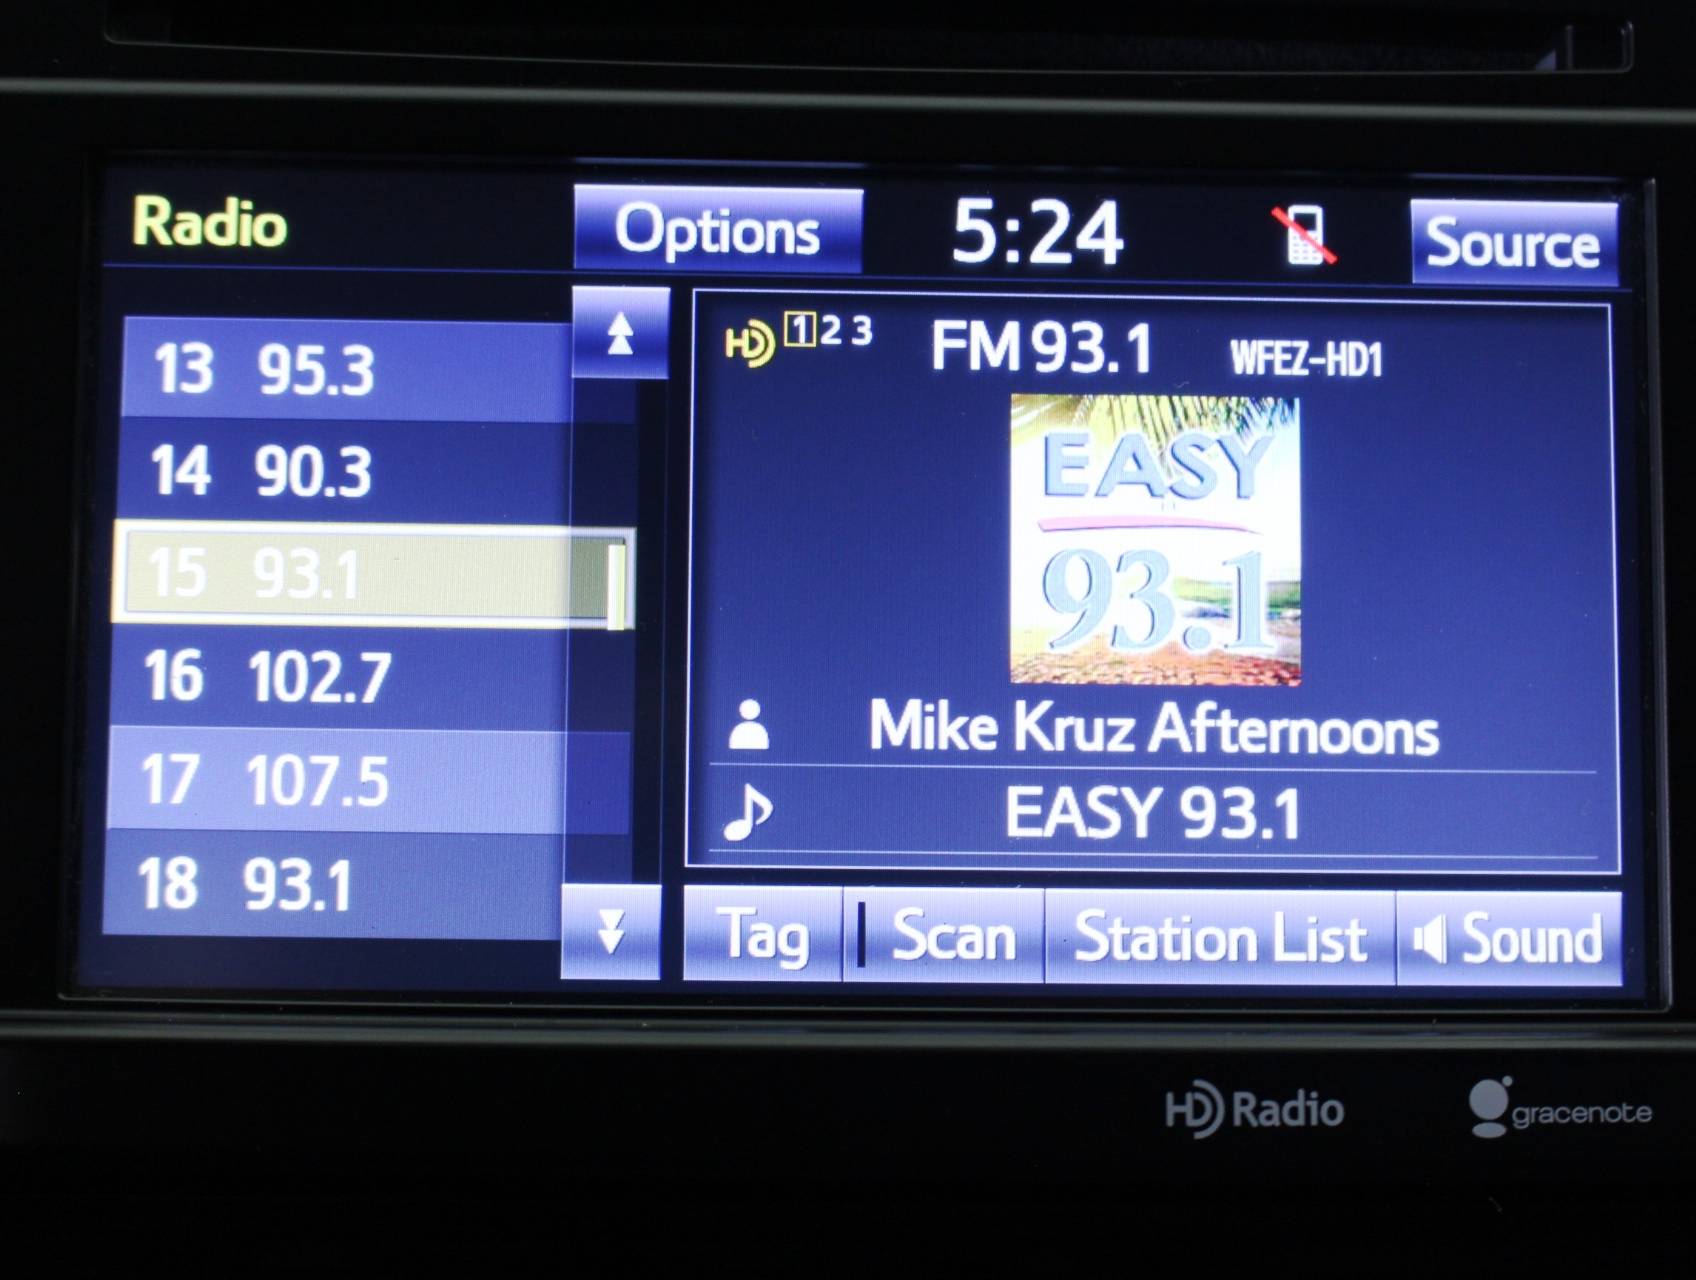 Radio Options 5:24 Source
13 95.3
14 90.3
15 93.1
16 102.7
17 107.5
18 93.1
HD 1 2 3 FM 93.1 WFEZ-HD1
EASY
93.1
Mike Kruz Afternoons
EASY 93.1
Tag Scan Station List Sound
HD Radio gracenote